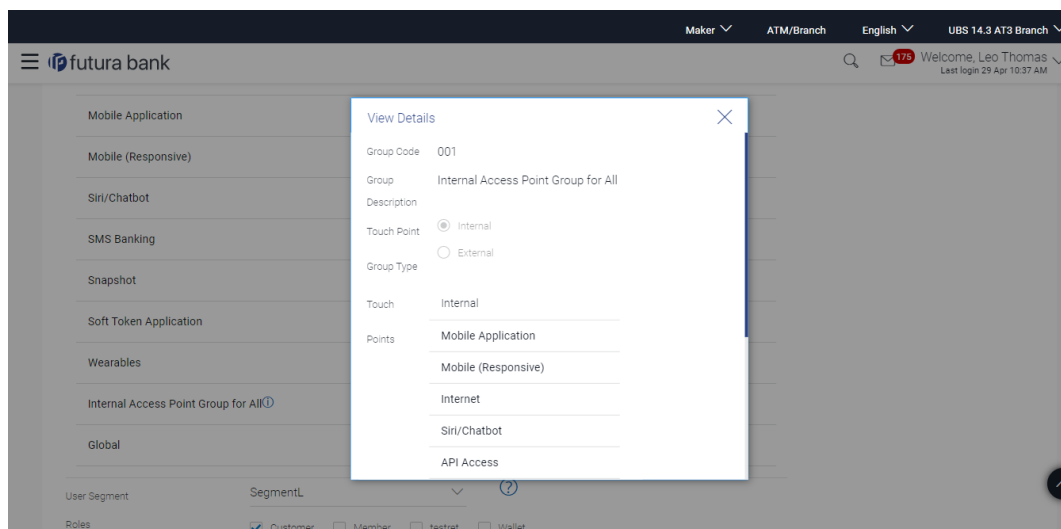 Maker ATM/Branch English UBS 14.3 AT3 Branch
futura bank 175 Welcome, Leo Thomas
Last login 29 Apr 10:37 AM
Mobile Application
Mobile (Responsive)
Siri/Chatbot
SMS Banking
Snapshot
Soft Token Application
Wearables
Internal Access Point Group for All
Global
User Segment SegmentL
Roles Customer Member testret Wallet
View Details
Group Code 001
Group Internal Access Point Group for All
Description
Touch Point Internal
External
Group Type
Touch Internal
Points Mobile Application
Mobile (Responsive)
Internet
Siri/Chatbot
API Access